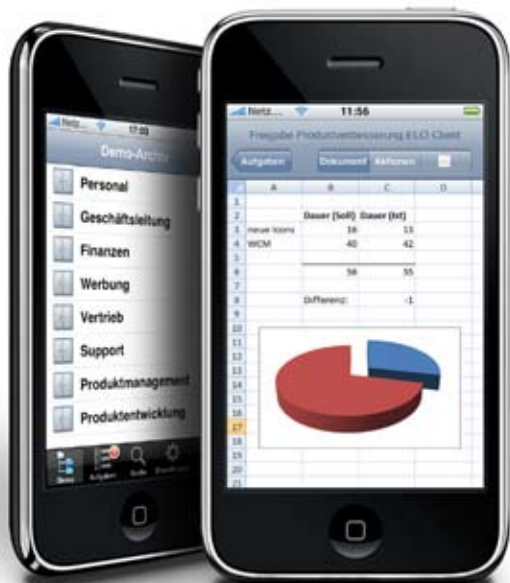 Netz...
17:03
Demo-Archiv
Personal
Geschäftsleitung
Finanzen
Werbung
Vertrieb
Support
Produktmanagement
Produktentwicklung
Demo
Aufgaben
Suche
Netz...
11:56
Freigabe Produktverbesserung ELO Client
Aufgaben Dokument Aktionen
A B C D
1
2 Dauer (Soll) Dauer (Ist)
3 neue Icons 16 13
4 WCM 40 42
5
6 56 55
7
8 Differenz: -1
9
10
11
12
13
14
15
16
17
18
19
20
21